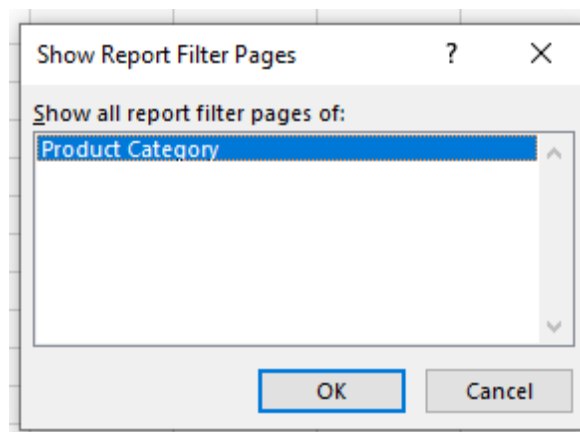 Show Report Filter Pages ?
Show all report filter pages of:
Product Category
OK Cancel